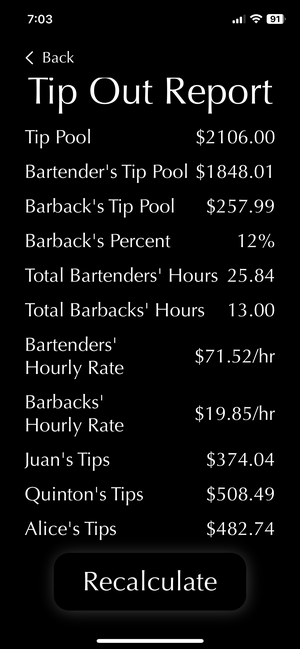 7:03
91
Back
Tip Out Report
Tip Pool $2106.00
Bartender's Tip Pool $1848.01
Barback's Tip Pool $257.99
Barback's Percent 12%
Total Bartenders' Hours 25.84
Total Barbacks' Hours 13.00
Bartenders'
Hourly Rate $71.52/hr
Barbacks'
Hourly Rate $19.85/hr
Juan's Tips $374.04
Quinton's Tips $508.49
Alice's Tips $482.74
Recalculate